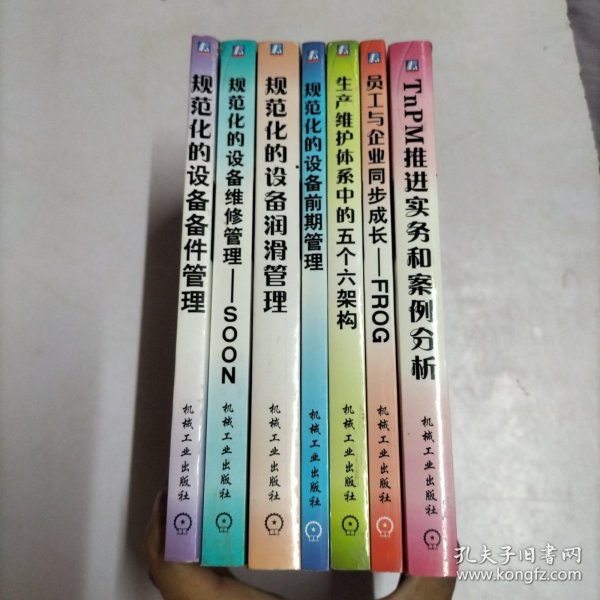 规范化的设备备件管理
机械工业出版社
规范化的设备维修管理——SOON
机械工业出版社
规范化的设备润滑管理
机械工业出版社
规范化的设备前期管理
机械工业出版社
生产维护体系中的五个六架构
机械工业出版社
员工与企业同步成长——FROG
机械工业出版社
TnPM推进实务和案例分析
机械工业出版社
孔夫子旧书网
www.kongfz.com